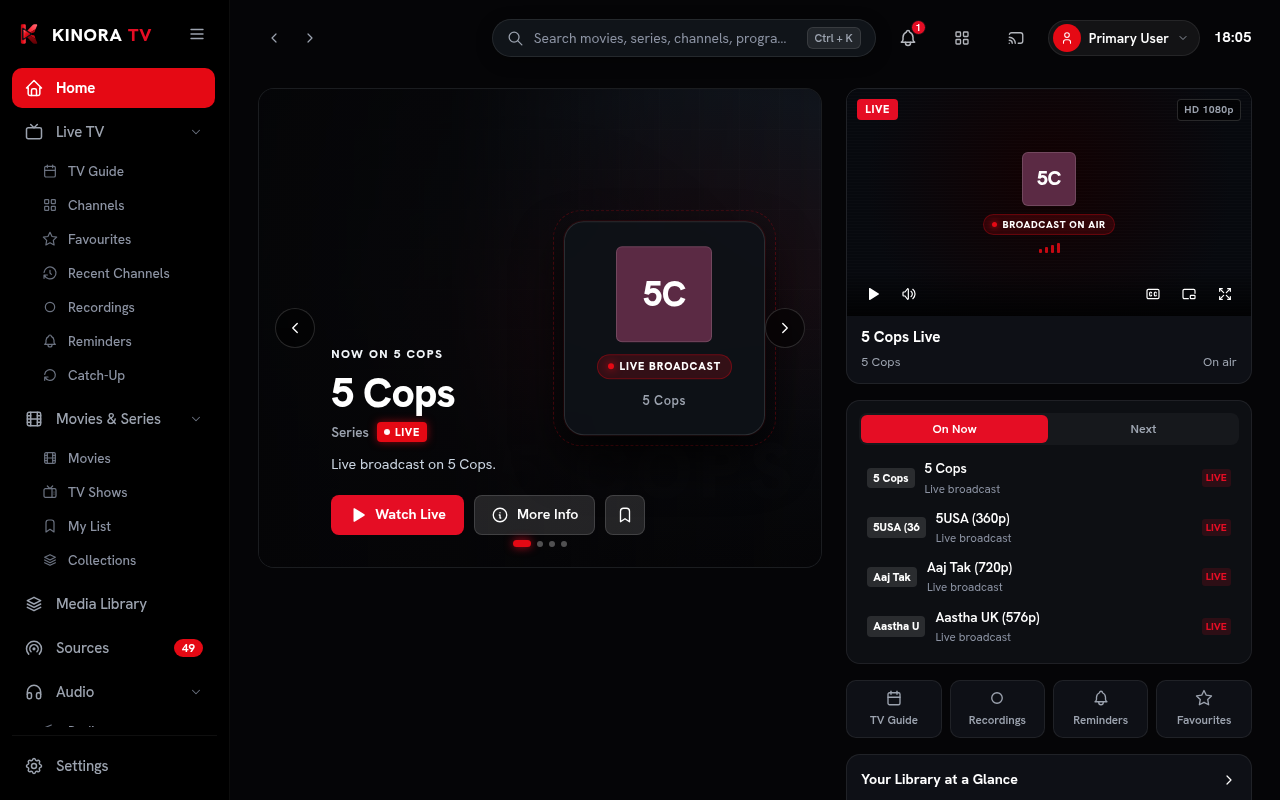 KINORA TV
Search movies, series, channels, progra...
Ctrl + K
1
Primary User
18:05
Home
Live TV
TV Guide
Channels
Favourites
Recent Channels
Recordings
Reminders
Catch-Up
Movies & Series
Movies
TV Shows
My List
Collections
Media Library
Sources
49
Audio
Settings
NOW ON 5 COPS
5 Cops
Series
LIVE
Live broadcast on 5 Cops.
Watch Live
More Info
5C
LIVE BROADCAST
5 Cops
LIVE
HD 1080p
5C
BROADCAST ON AIR
CC
5 Cops Live
5 Cops
On air
On Now
Next
5 Cops
5 Cops
Live broadcast
LIVE
5USA (36
5USA (360p)
Live broadcast
LIVE
Aaj Tak
Aaj Tak (720p)
Live broadcast
LIVE
Aastha U
Aastha UK (576p)
Live broadcast
LIVE
TV Guide
Recordings
Reminders
Favourites
Your Library at a Glance